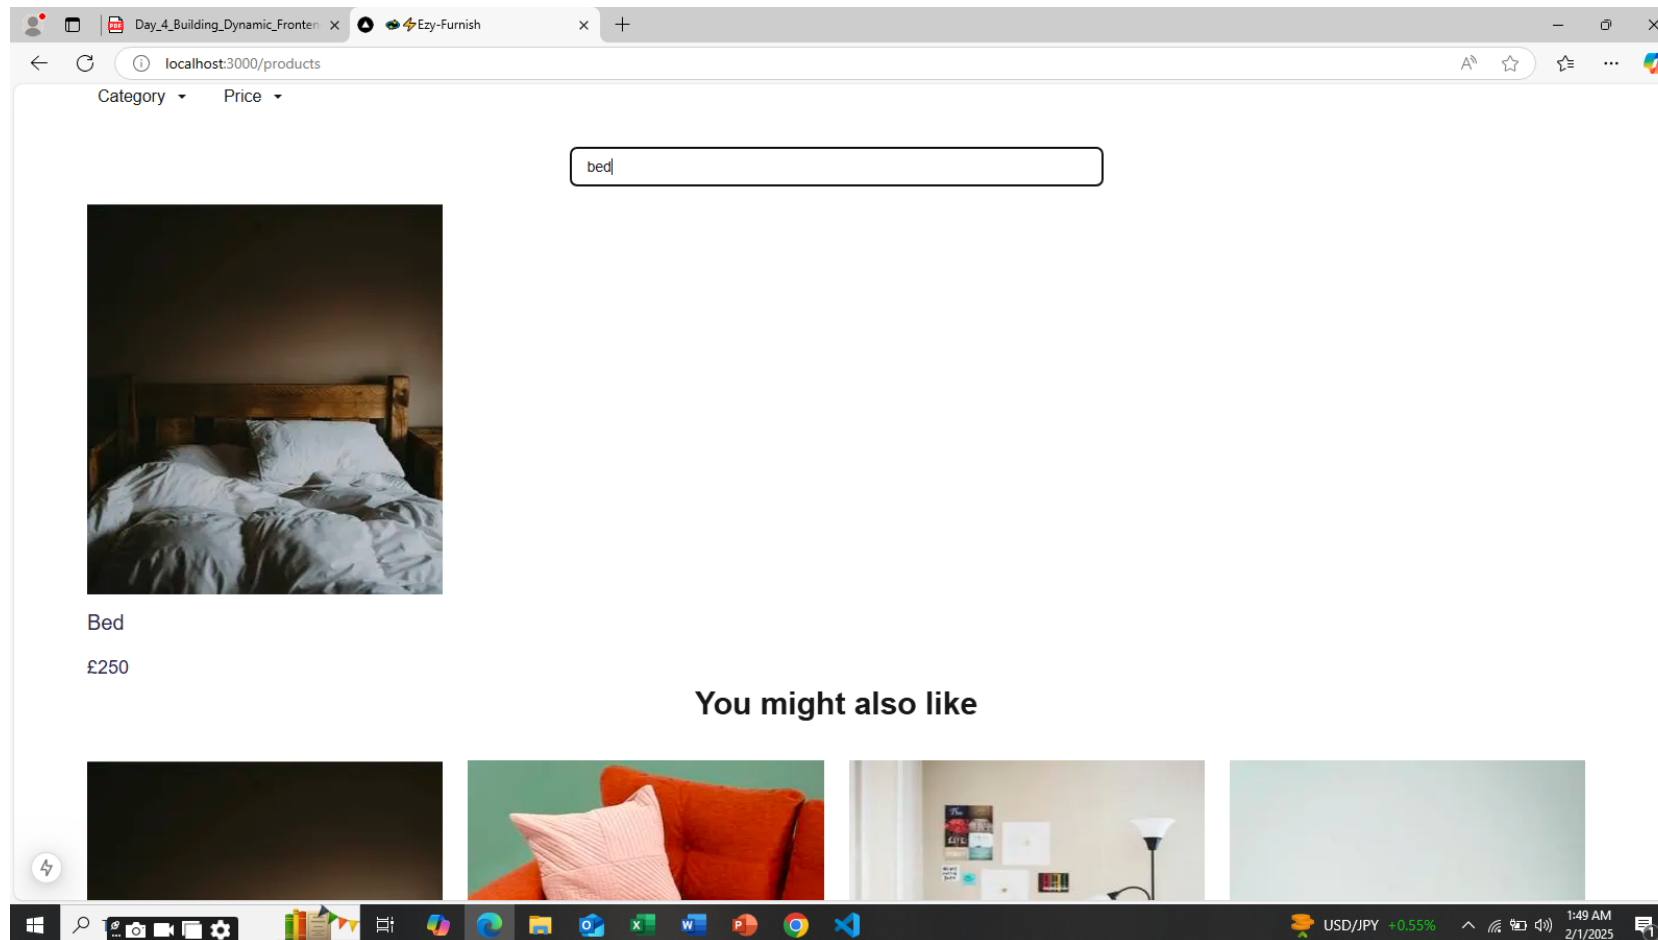 Day_4_Building_Dynamic_Fronten
Ezy-Furnish
localhost:3000/products
Category
Price
bed
Bed
£250
You might also like
USD/JPY +0.55%
1:49 AM
2/1/2025